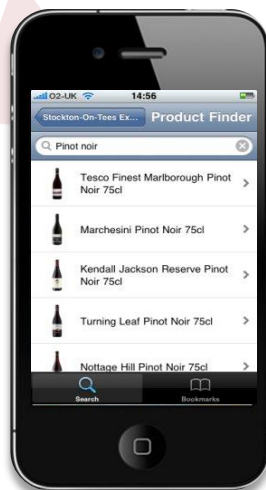 O2-UK 14:56
Stockton-On-Tees Ex... Product Finder
Pinot noir
Tesco Finest Marlborough Pinot
Noir 75cl
Marchesini Pinot Noir 75cl
Kendall Jackson Reserve Pinot
Noir 75cl
Turning Leaf Pinot Noir 75cl
Nottage Hill Pinot Noir 75cl
Search Bookmarks